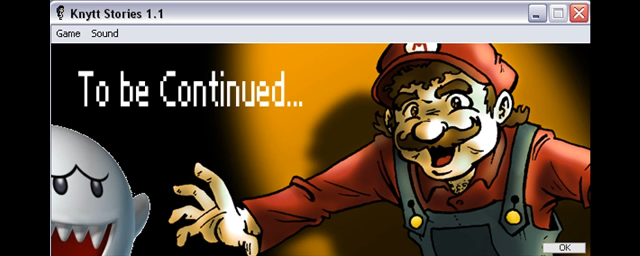 Knytt Stories 1.1
Game Sound
To be Continued...
M
OK